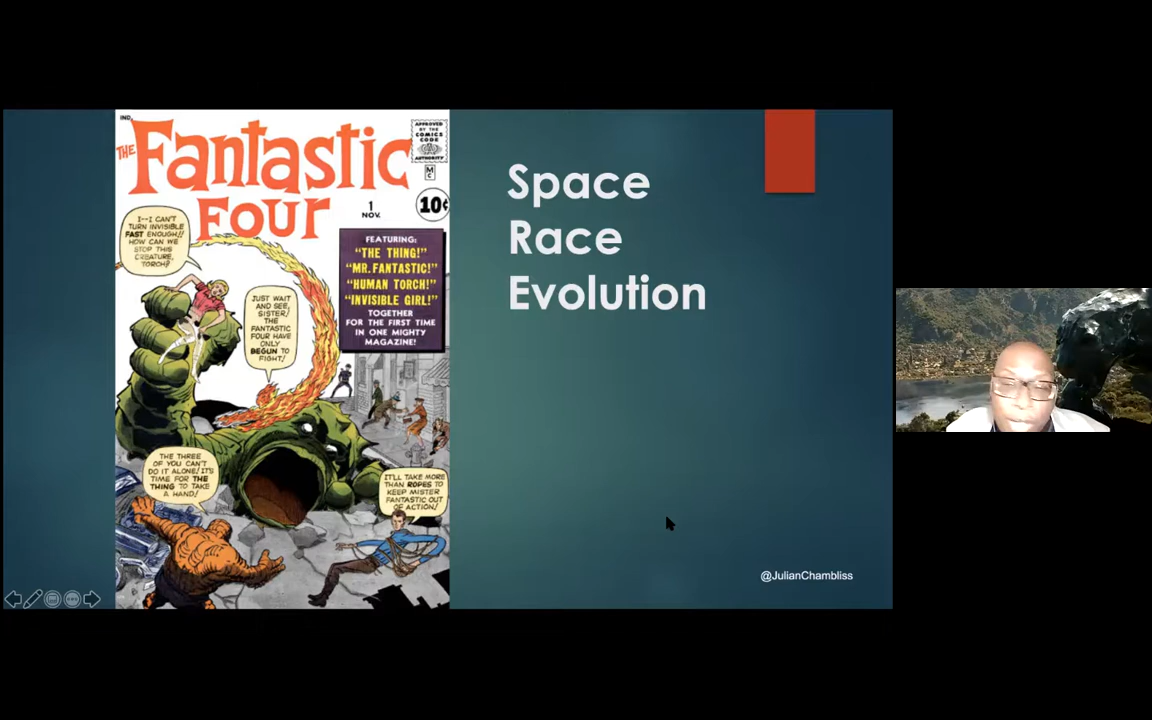 IND.
THE Fantastic
FOUR
APPROVED
BY THE
COMICS
CODE
AUTHORITY
M
C
1
NOV.
10¢
I--I CAN'T
TURN INVISIBLE
FAST ENOUGH!!
HOW CAN WE
STOP THIS
CREATURE,
TORCH?
FEATURING:
"THE THING!"
"MR. FANTASTIC!"
"HUMAN TORCH!"
"INVISIBLE GIRL!"
TOGETHER
FOR THE FIRST TIME
IN ONE MIGHTY
MAGAZINE!
JUST WAIT
AND SEE,
SISTER!
THE
FANTASTIC
FOUR HAVE
ONLY
BEGUN TO
FIGHT!
THE THREE
OF YOU CAN'T
DO IT ALONE! IT'S
TIME FOR THE
THING TO TAKE
A HAND!
IT'LL TAKE MORE
THAN ROPES TO
KEEP MISTER
FANTASTIC OUT
OF ACTION!
Space
Race
Evolution
@JulianChambliss